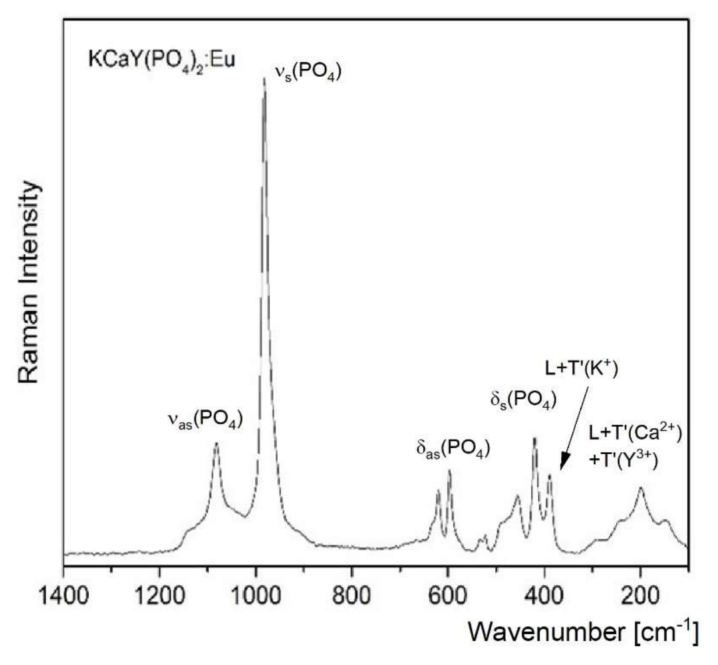 KCaY(PO₄)₂:Eu
νₛ(PO₄)
Raman Intensity
L+T'(K⁺)
δₛ(PO₄)
νₐₛ(PO₄)
δₐₛ(PO₄)
L+T'(Ca²⁺)
+T'(Y³⁺)
1400 1200 1000 800 600 400 200
Wavenumber [cm⁻¹]